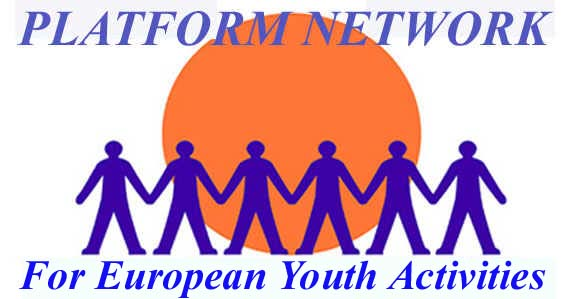 PLATFORM NETWORK
For European Youth Activities